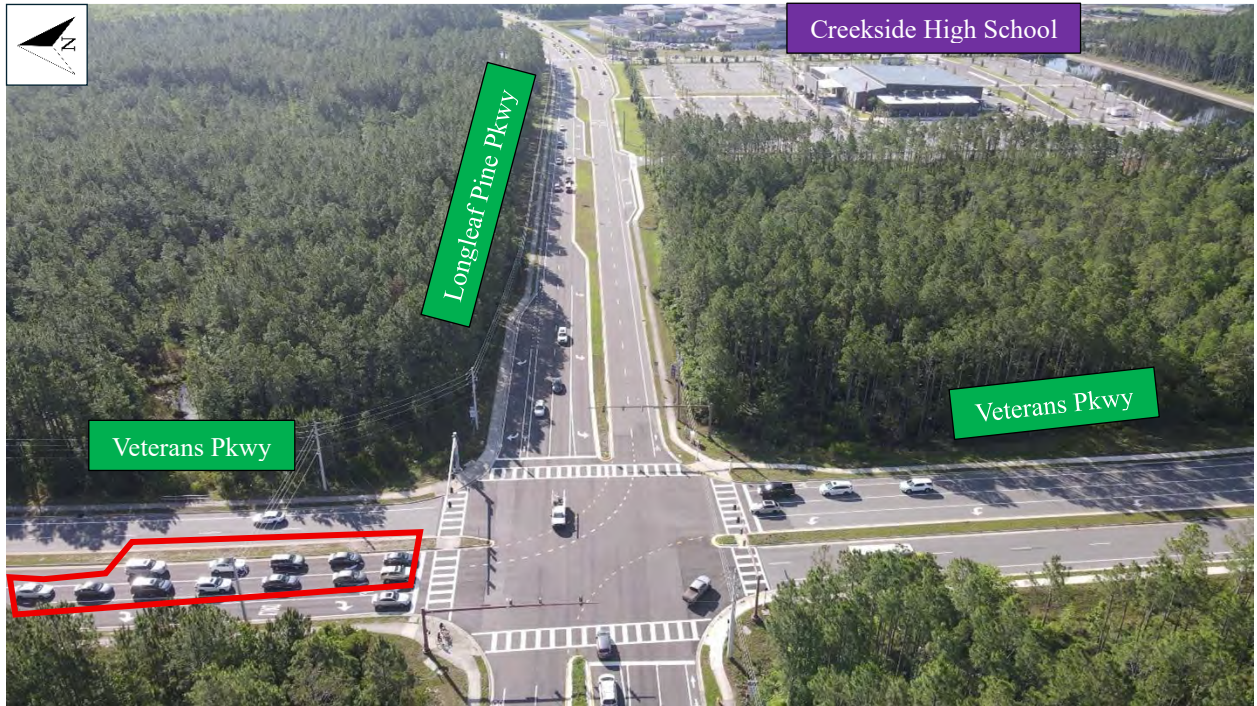 N
Creekside High School
Longleaf Pine Pkwy
Veterans Pkwy
Veterans Pkwy